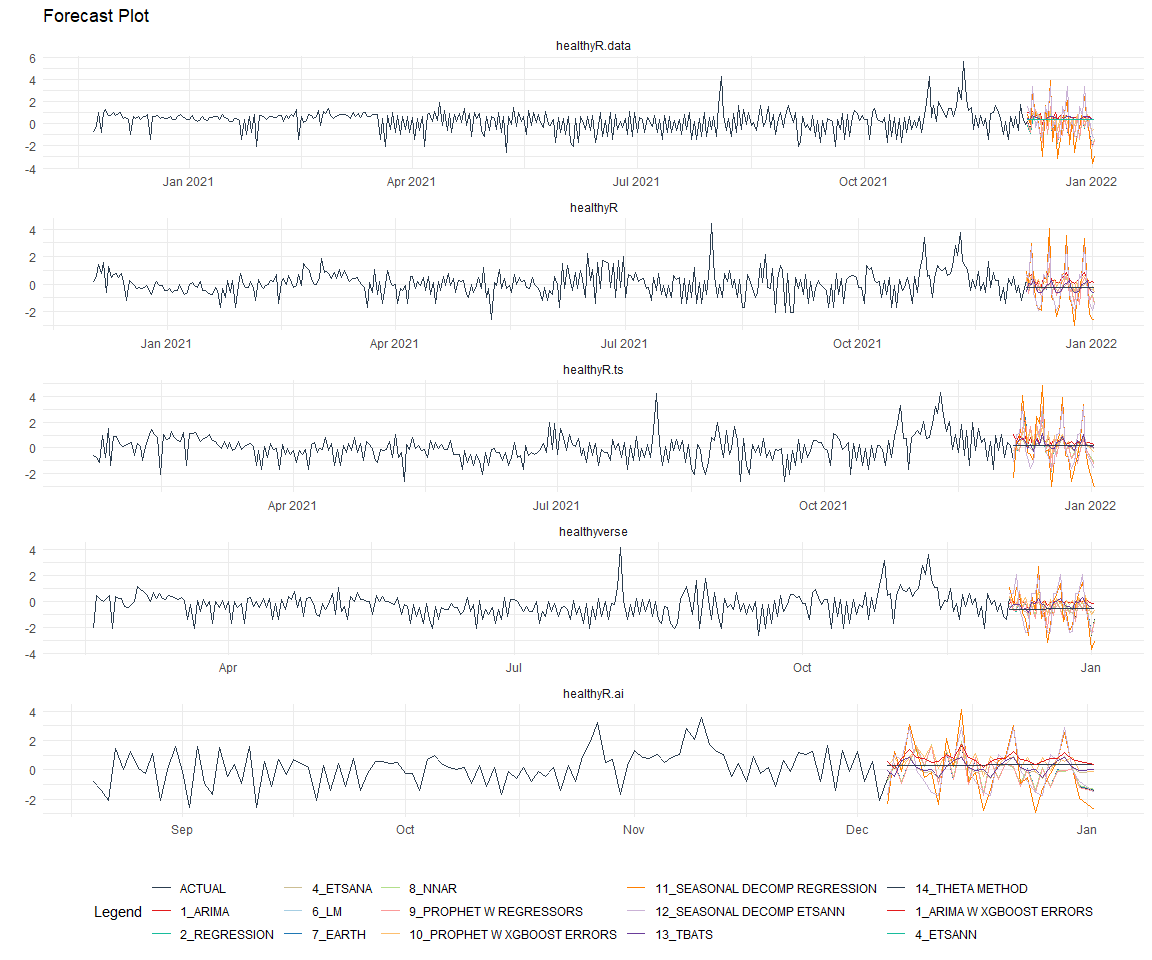 Forecast Plot
healthyR.data
6
4
2
0
-2
-4
Jan 2021 Apr 2021 Jul 2021 Oct 2021 Jan 2022
healthyR
4
2
0
-2
Jan 2021 Apr 2021 Jul 2021 Oct 2021 Jan 2022
healthyR.ts
4
2
0
-2
Apr 2021 Jul 2021 Oct 2021 Jan 2022
healthyverse
4
2
0
-2
-4
Apr Jul Oct Jan
healthyR.ai
4
2
0
-2
Sep Oct Nov Dec Jan
ACTUAL 4_ETSANA 8_NNAR 11_SEASONAL DECOMP REGRESSION 14_THETA METHOD
Legend 1_ARIMA 6_LM 9_PROPHET W REGRESSORS 12_SEASONAL DECOMP ETSANN 1_ARIMA W XGBOOST ERRORS
2_REGRESSION 7_EARTH 10_PROPHET W XGBOOST ERRORS 13_TBATS 4_ETSANN